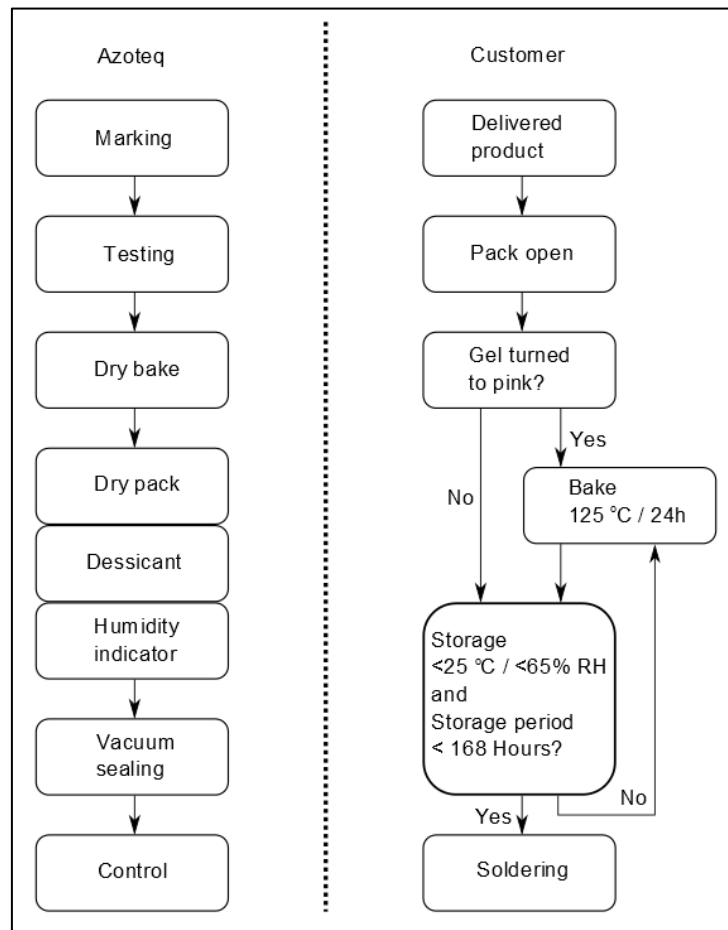 Azoteq
Marking
Testing
Dry bake
Dry pack
Dessicant
Humidity
indicator
Vacuum
sealing
Control
Customer
Delivered
product
Pack open
Gel turned
to pink?
Yes
No
Bake
125 °C / 24h
Storage
<25 °C / <65% RH
and
Storage period
< 168 Hours?
No
Yes
Soldering